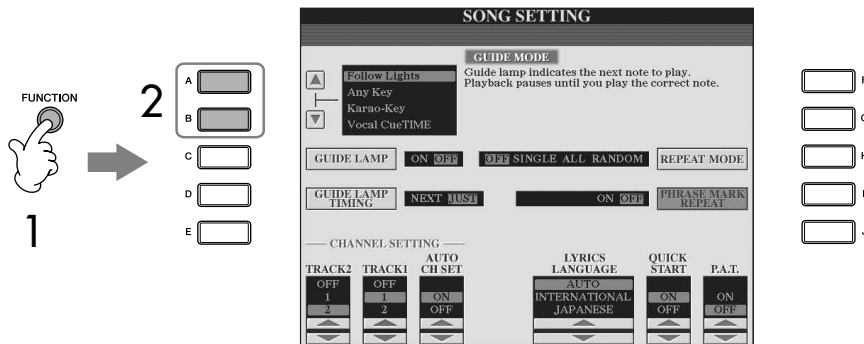 SONG SETTING
GUIDE MODE
Guide lamp indicates the next note to play.
Playback pauses until you play the correct note.
Follow Lights
Any Key
Karao-Key
Vocal CueTIME
FUNCTION
1
2
A
B
C
D
E
GUIDE LAMP ON OFF
OFF SINGLE ALL RANDOM REPEAT MODE
GUIDE LAMP TIMING NEXT JUST
ON OFF PHRASE MARK REPEAT
CHANNEL SETTING
TRACK2 TRACK1 AUTO CH SET
OFF OFF
1 1 ON
2 2 OFF
LYRICS LANGUAGE
AUTO
INTERNATIONAL
JAPANESE
QUICK START
ON
OFF
P.A.T.
ON
OFF